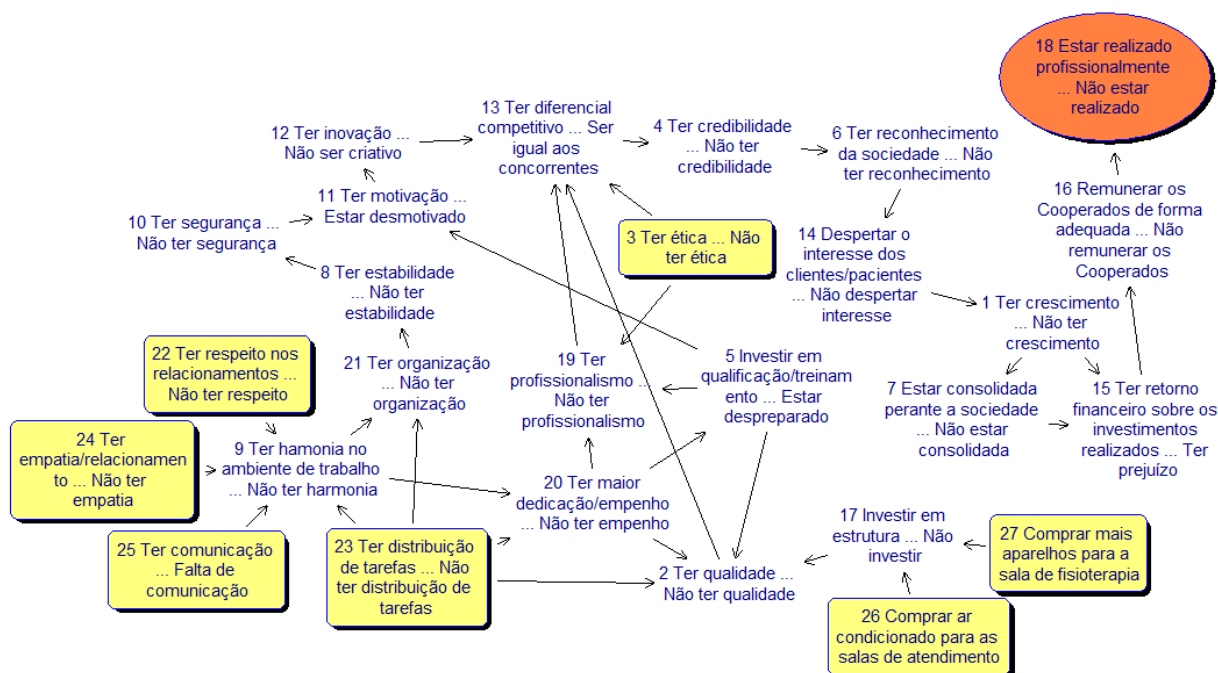 18 Estar realizado
profissionalmente
... Não estar
realizado
13 Ter diferencial
competitivo ... Ser
igual aos
concorrentes
12 Ter inovação ...
Não ser criativo
4 Ter credibilidade
... Não ter
credibilidade
6 Ter reconhecimento
da sociedade ... Não
ter reconhecimento
11 Ter motivação ...
Estar desmotivado
16 Remunerar os
Cooperados de forma
adequada ... Não
remunerar os
Cooperados
10 Ter segurança ...
Não ter segurança
3 Ter ética ... Não
ter ética
14 Despertar o
interesse dos
clientes/pacientes
... Não despertar
interesse
8 Ter estabilidade
... Não ter
estabilidade
1 Ter crescimento
... Não ter
crescimento
22 Ter respeito nos
relacionamentos ...
Não ter respeito
21 Ter organização
... Não ter
organização
19 Ter
profissionalismo ...
Não ter
profissionalismo
5 Investir em
qualificação/treinam
ento ... Estar
despreparado
7 Estar consolidada
perante a sociedade
... Não estar
consolidada
15 Ter retorno
financeiro sobre os
investimentos
realizados ... Ter
prejuízo
24 Ter
empatia/relacionamen
to ... Não ter
empatia
9 Ter hamonia no
ambiente de trabalho
... Não ter harmonia
20 Ter maior
dedicação/empenho
... Não ter empenho
17 Investir em
estrutura ... Não
investir
27 Comprar mais
aparelhos para a
sala de fisioterapia
25 Ter comunicação
... Falta de
comunicação
23 Ter distribuição
de tarefas ... Não
ter distribuição de
tarefas
2 Ter qualidade ...
Não ter qualidade
26 Comprar ar
condicionado para as
salas de atendimento